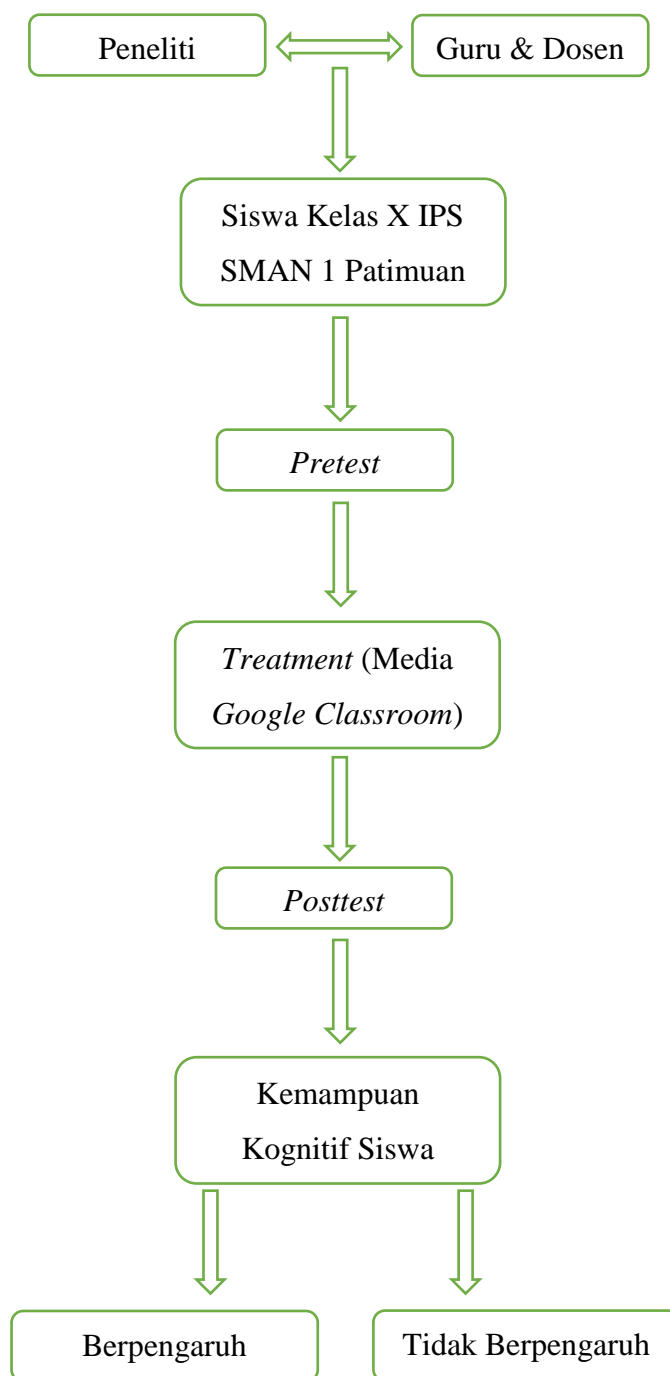 Peneliti
Guru & Dosen
Siswa Kelas X IPS
SMAN 1 Patimuan
Pretest
Treatment (Media
Google Classroom)
Posttest
Kemampuan
Kognitif Siswa
Berpengaruh
Tidak Berpengaruh